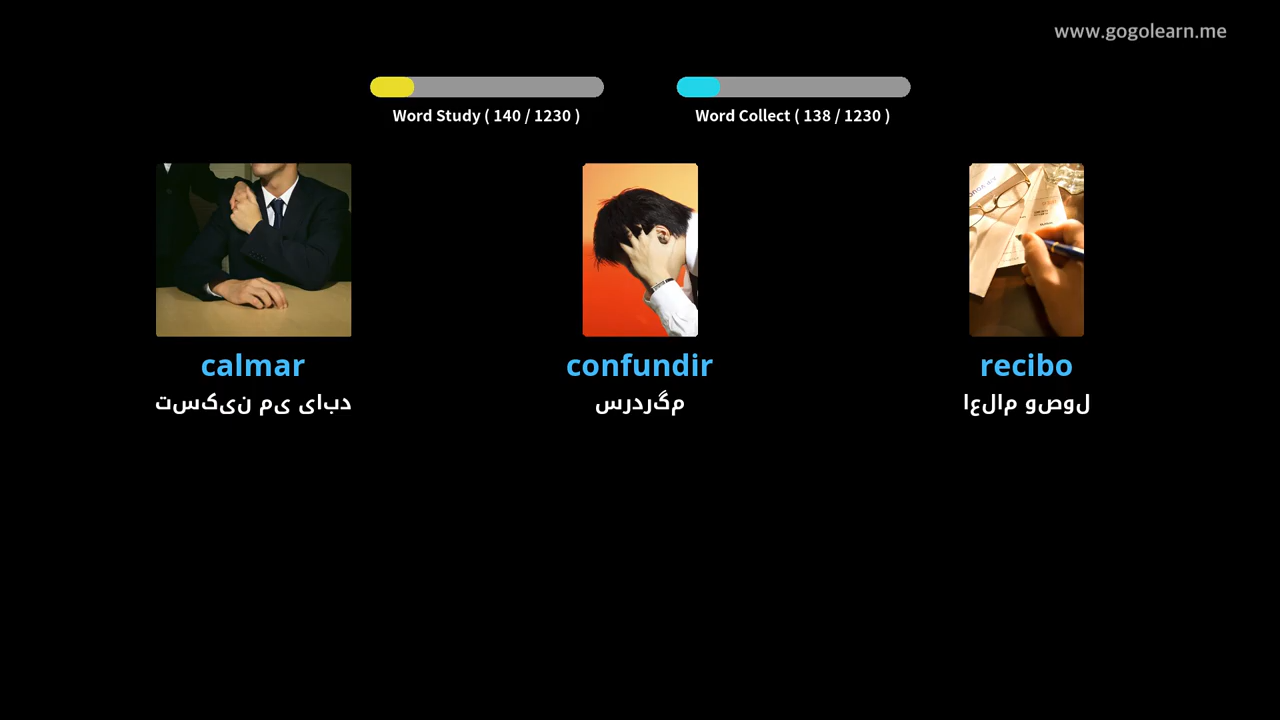 www.gogolearn.me
Word Study ( 140 / 1230 )
Word Collect ( 138 / 1230 )
calmar
دبای یم نیکست
confundir
مگردرس
recibo
لوصو مالعا